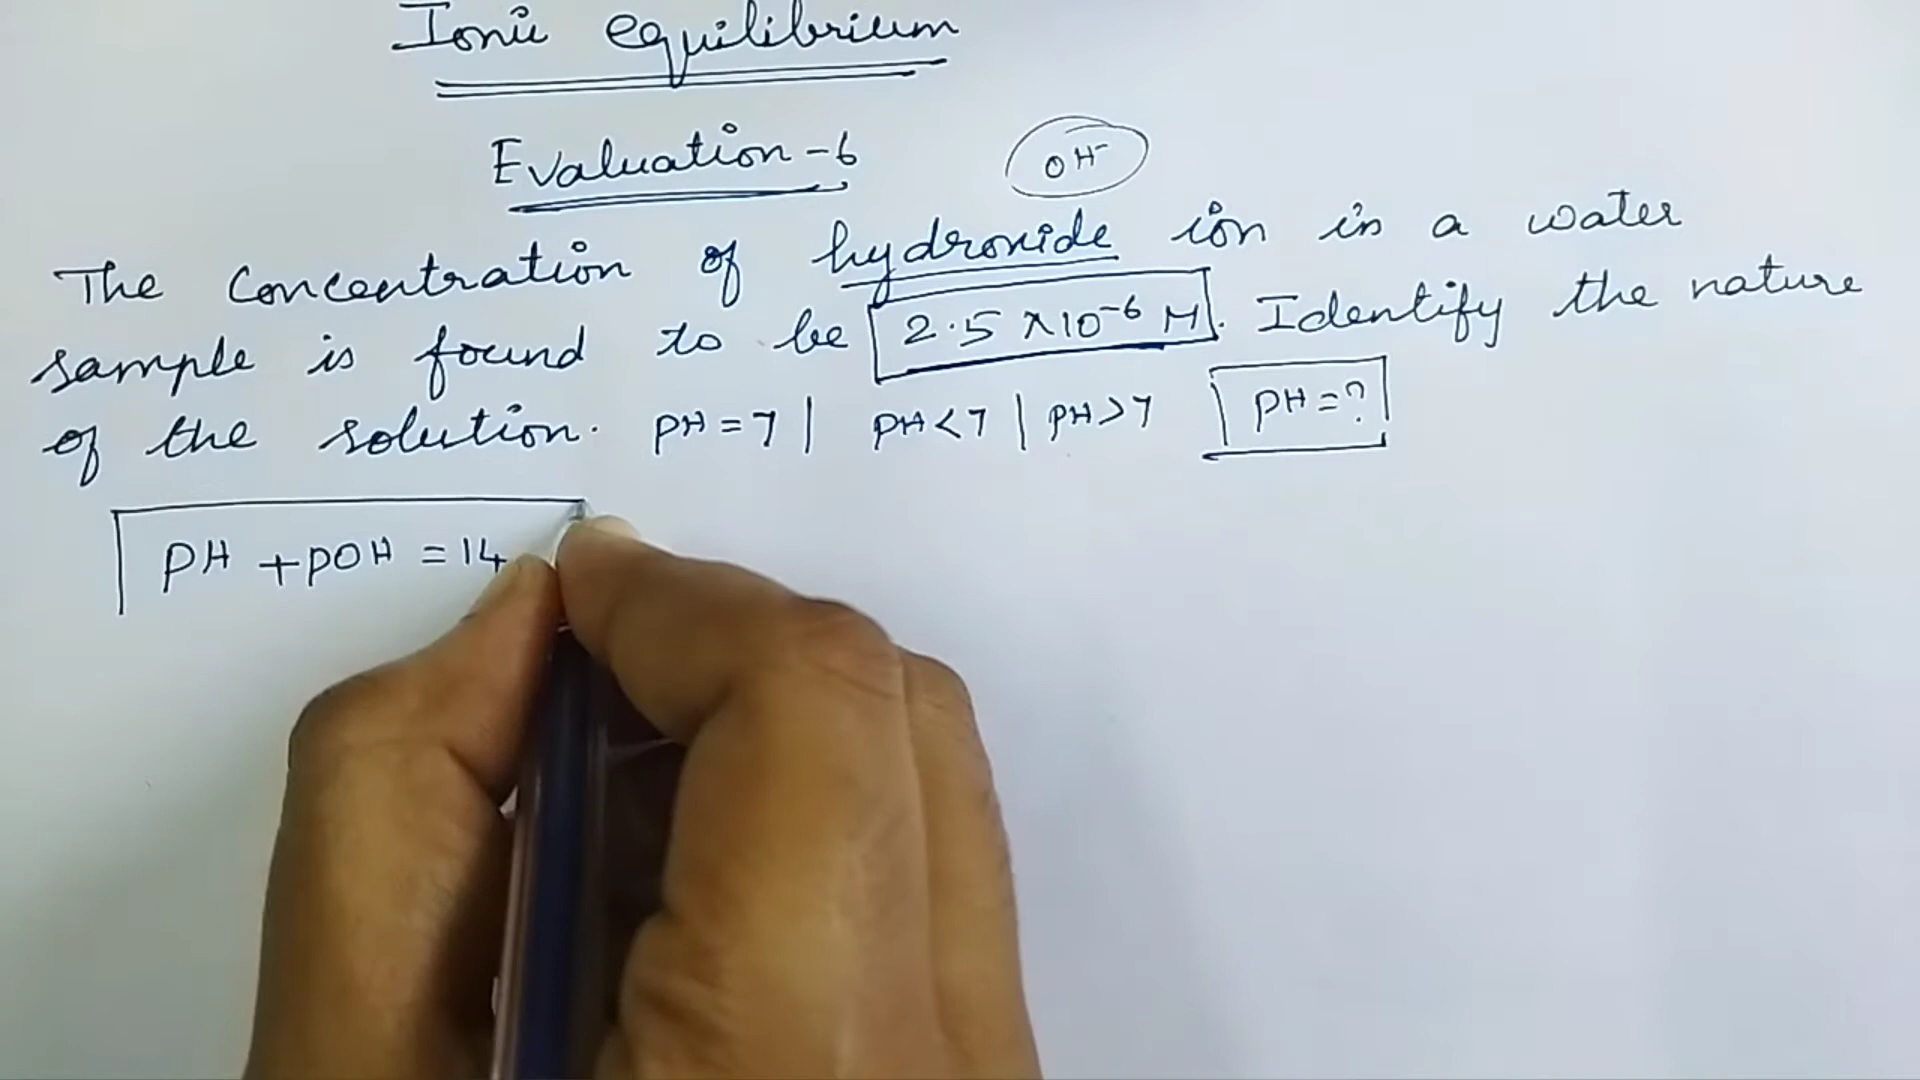 Ionic equilibrium
Evaluation-6
OH⁻
The concentration of hydroxide ion in a water
sample is found to be 2.5 ×10⁻⁶ M. Identify the nature
of the solution. PH = 7 | PH<7 | PH>7 PH = ?
PH + POH = 14